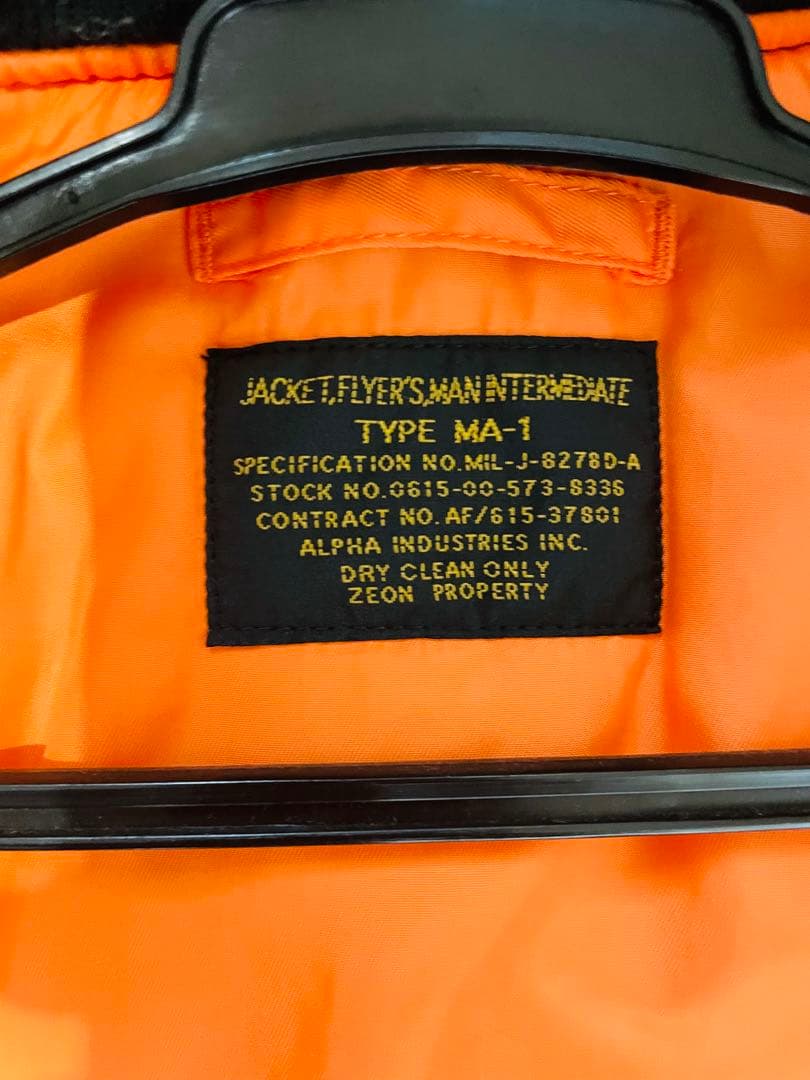 JACKET,FLYER'S,MAN INTERMEDIATE
TYPE MA-1
SPECIFICATION NO.MIL-J-8278D-A
STOCK NO.0615-00-573-8336
CONTRACT NO.AF/615-37801
ALPHA INDUSTRIES INC.
DRY CLEAN ONLY
ZEON PROPERTY